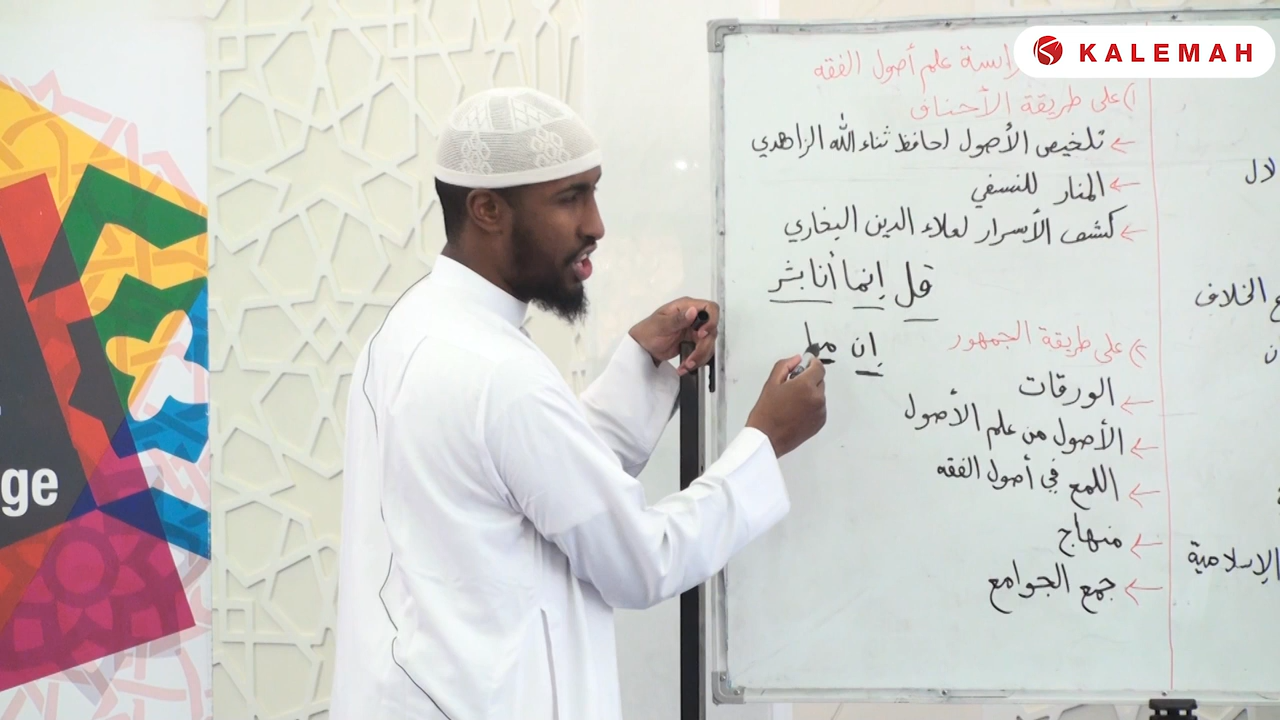 KALEMAH
دراسة علم أصول الفقه
١) على طريقة الأحناف
← تلخيص الأصول لحافظ ثناء الله الزاهدي
← المنار للنسفي
← كشف الأسرار لعلاء الدين البخاري
قل إنما أنا بشر
إن ما
٢) على طريقة الجمهور
← الورقات
← الأصول من علم الأصول
← اللمع في أصول الفقه
← منهاج
← جمع الجوامع
الخلاف
الإسلامية
ge